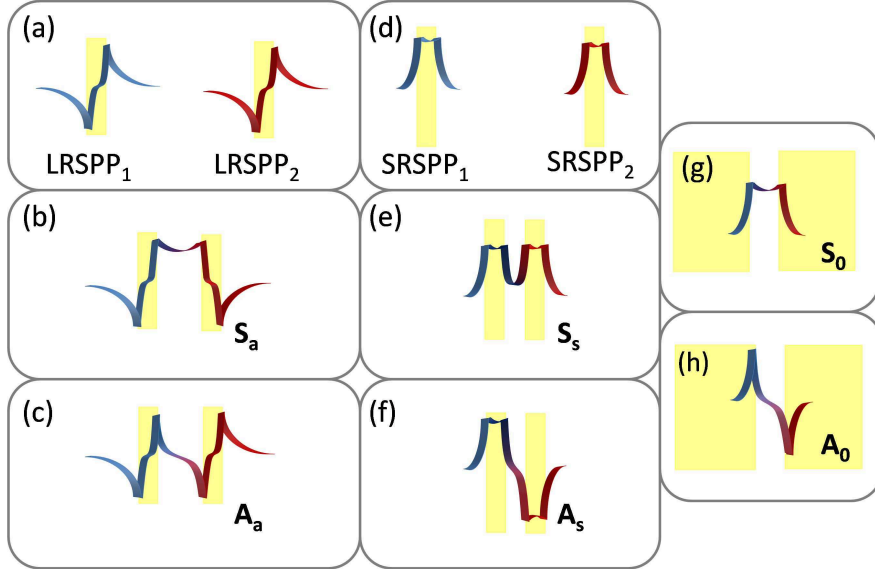 (a)
LRSPP₁ LRSPP₂
(b)
Sₐ
(c)
Aₐ
(d)
SRSPP₁ SRSPP₂
(e)
Sₛ
(f)
Aₛ
(g)
S₀
(h)
A₀